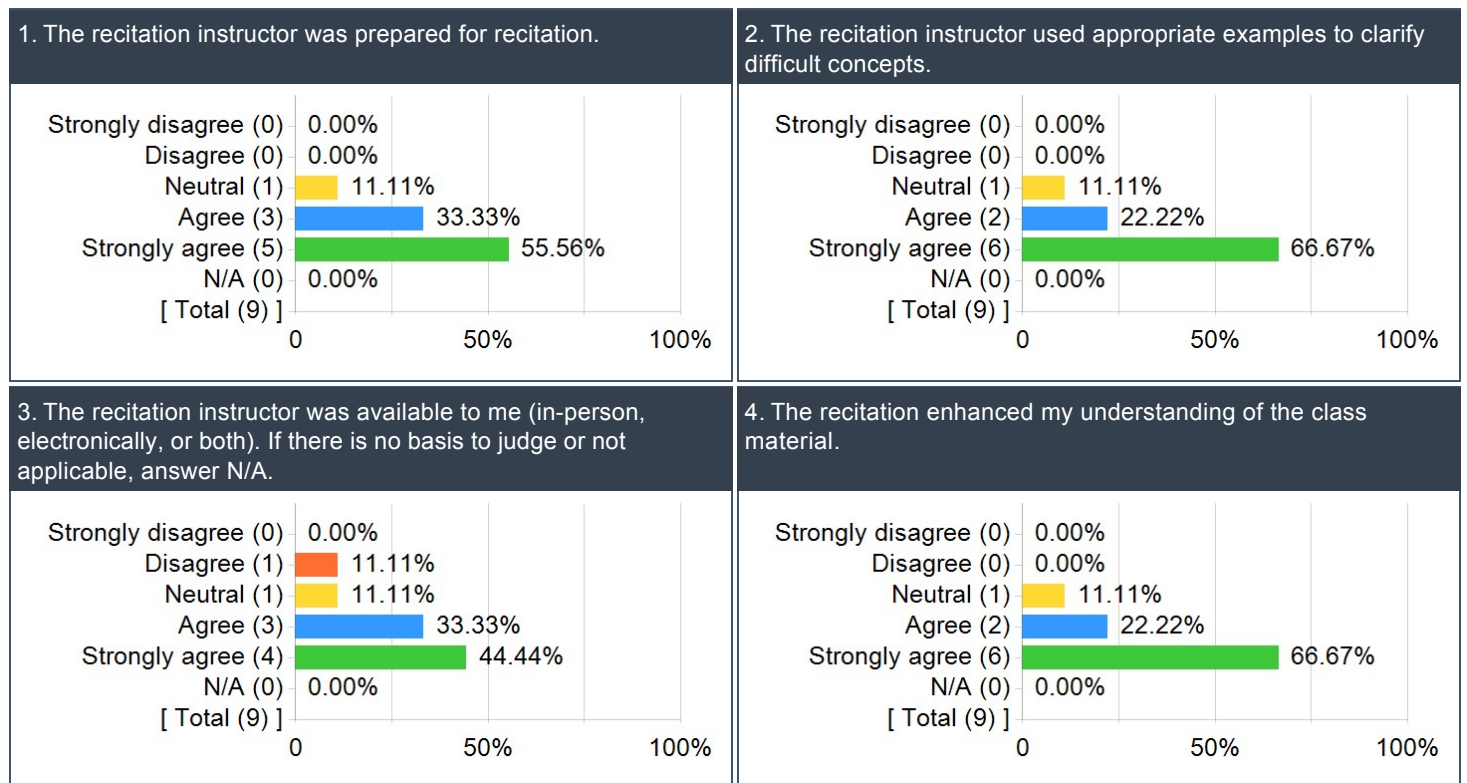 1. The recitation instructor was prepared for recitation.
Strongly disagree (0) 0.00%
Disagree (0) 0.00%
Neutral (1) 11.11%
Agree (3) 33.33%
Strongly agree (5) 55.56%
N/A (0) 0.00%
[ Total (9) ]
0 50% 100%
2. The recitation instructor used appropriate examples to clarify
difficult concepts.
Strongly disagree (0) 0.00%
Disagree (0) 0.00%
Neutral (1) 11.11%
Agree (2) 22.22%
Strongly agree (6) 66.67%
N/A (0) 0.00%
[ Total (9) ]
0 50% 100%
3. The recitation instructor was available to me (in-person,
electronically, or both). If there is no basis to judge or not
applicable, answer N/A.
Strongly disagree (0) 0.00%
Disagree (1) 11.11%
Neutral (1) 11.11%
Agree (3) 33.33%
Strongly agree (4) 44.44%
N/A (0) 0.00%
[ Total (9) ]
0 50% 100%
4. The recitation enhanced my understanding of the class
material.
Strongly disagree (0) 0.00%
Disagree (0) 0.00%
Neutral (1) 11.11%
Agree (2) 22.22%
Strongly agree (6) 66.67%
N/A (0) 0.00%
[ Total (9) ]
0 50% 100%